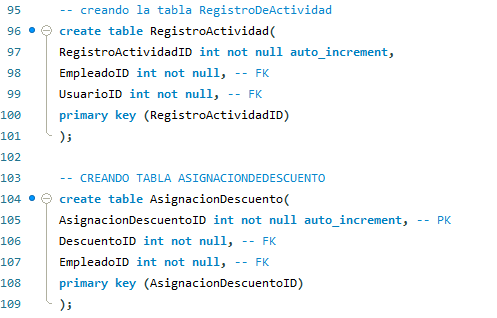 95 -- creando la tabla RegistroDeActividad
96 create table RegistroActividad(
97 RegistroActividadID int not null auto_increment,
98 EmpleadoID int not null, -- FK
99 UsuarioID int not null, -- FK
100 primary key (RegistroActividadID)
101 );
102
103 -- CREANDO TABLA ASIGNACIONDEDESCUENTO
104 create table AsignacionDescuento(
105 AsignacionDescuentoID int not null auto_increment, -- PK
106 DescuentoID int not null, -- FK
107 EmpleadoID int not null, -- FK
108 primary key (AsignacionDescuentoID)
109 );